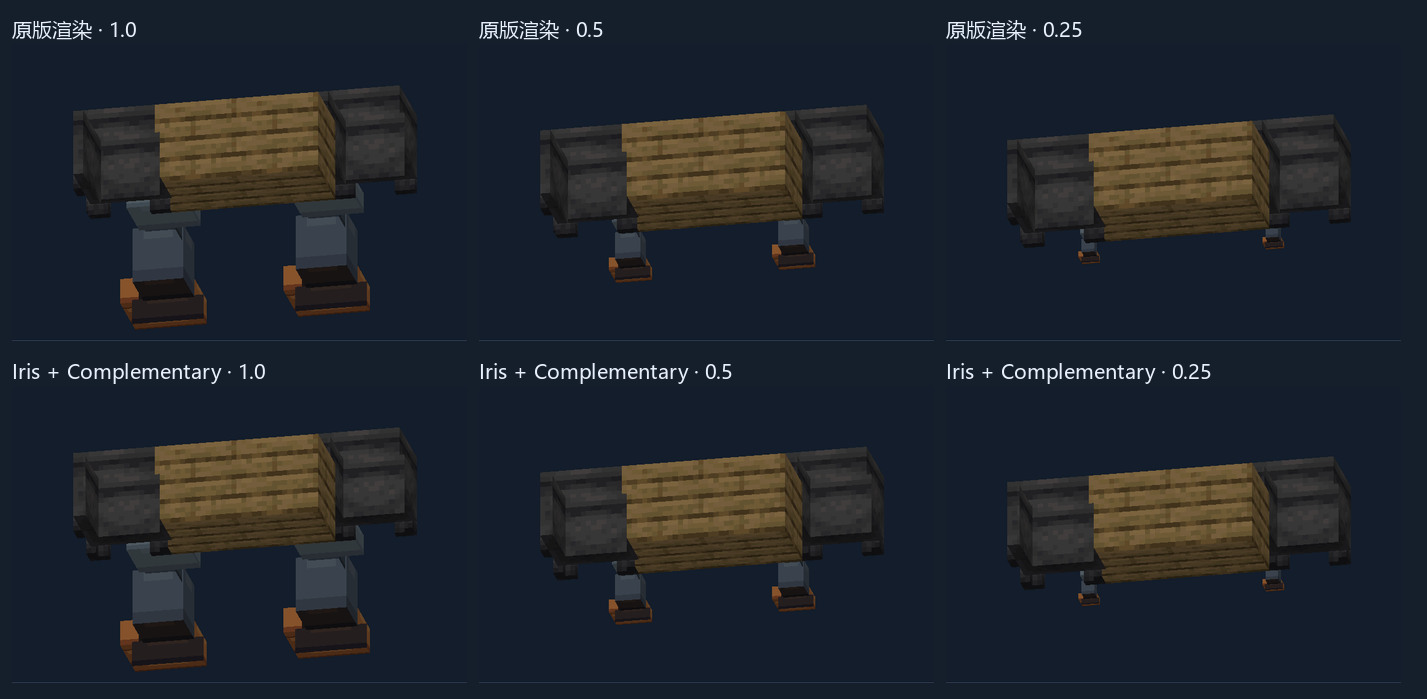 原版渲染 · 1.0
原版渲染 · 0.5
原版渲染 · 0.25
Iris + Complementary · 1.0
Iris + Complementary · 0.5
Iris + Complementary · 0.25